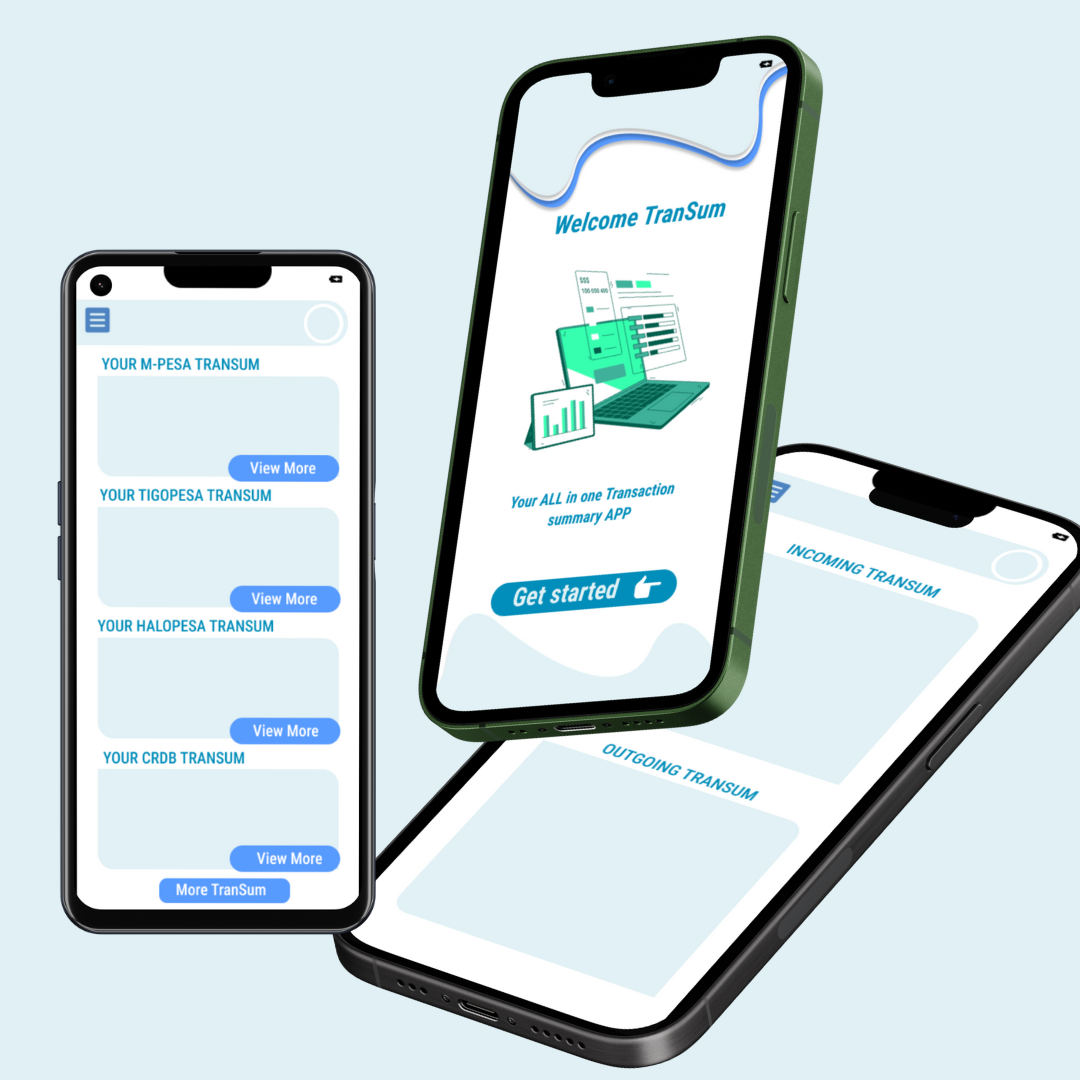 YOUR M-PESA TRANSUM
View More
YOUR TIGOPESA TRANSUM
View More
YOUR HALOPESA TRANSUM
View More
YOUR CRDB TRANSUM
View More
More TranSum
Welcome TranSum
$$$
100 000 400
Your ALL in one Transaction
summary APP
Get started
INCOMING TRANSUM
OUTGOING TRANSUM